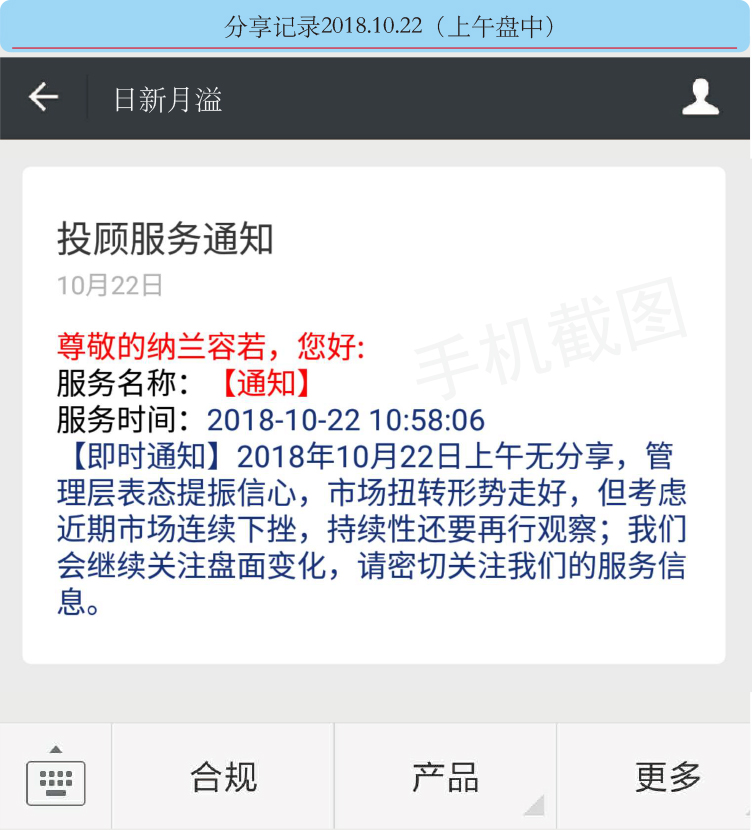 分享记录2018.10.22（上午盘中）
日新月溢
投顾服务通知
10月22日
手机截图
尊敬的纳兰容若，您好:
服务名称：【通知】
服务时间：2018-10-22 10:58:06
【即时通知】2018年10月22日上午无分享，管
理层表态提振信心，市场扭转形势走好，但考虑
近期市场连续下挫，持续性还要再行观察；我们
会继续关注盘面变化，请密切关注我们的服务信
息。
合规
产品
更多